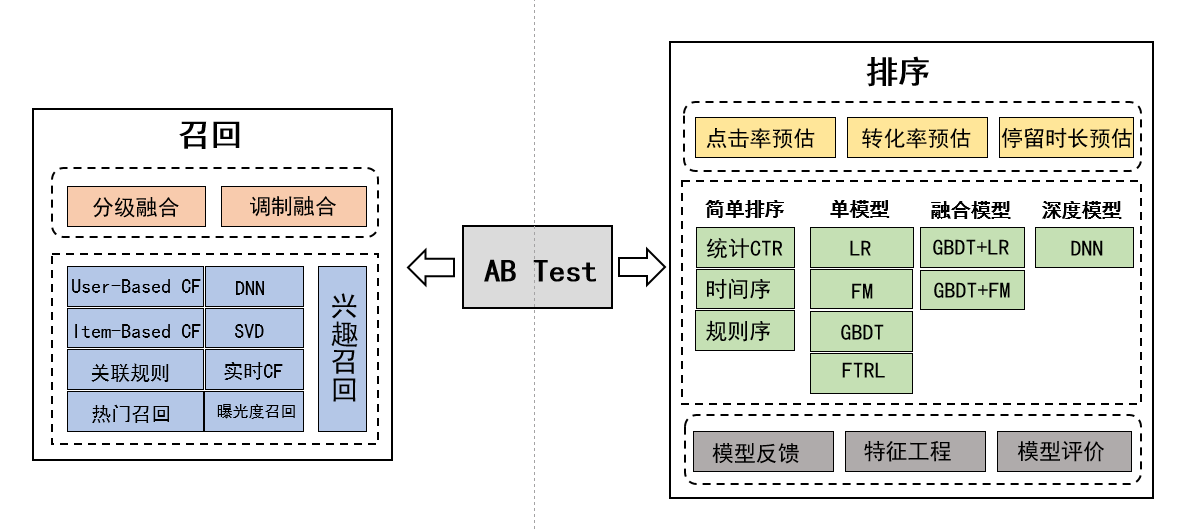 召回
分级融合
调制融合
User-Based CF
DNN
Item-Based CF
SVD
关联规则
实时CF
热门召回
曝光度召回
兴趣召回
AB Test
排序
点击率预估
转化率预估
停留时长预估
简单排序
单模型
融合模型
深度模型
统计CTR
LR
GBDT+LR
DNN
时间序
FM
GBDT+FM
规则序
GBDT
FTRL
模型反馈
特征工程
模型评价